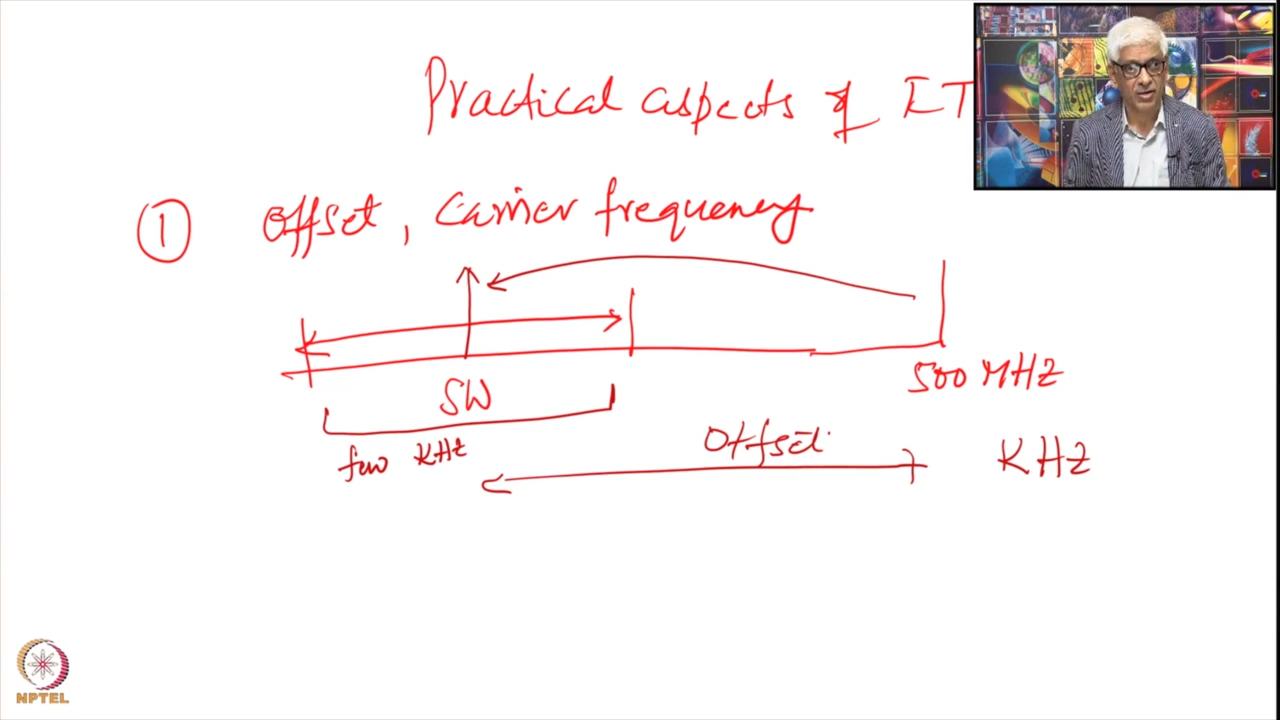 Practical aspects of FT
① Offset, Carrier frequency
500 MHZ
SW
Offset
few KHz
KHZ
NPTEL